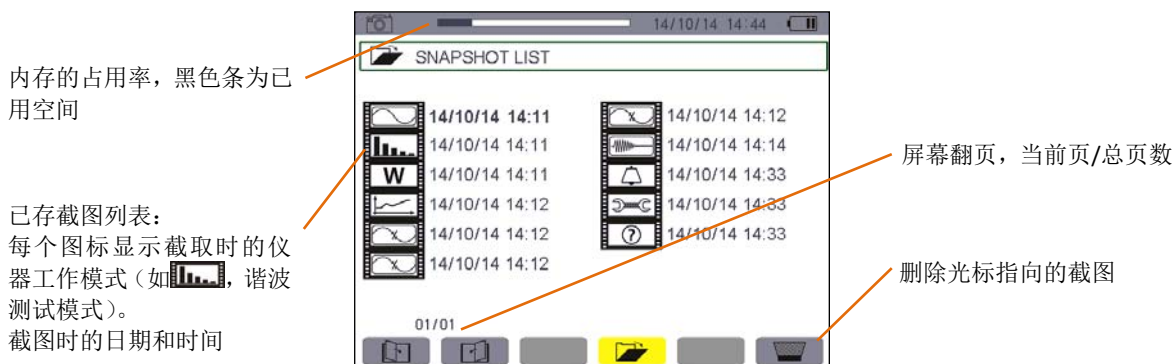 14/10/14 14:44
SNAPSHOT LIST
14/10/14 14:11
14/10/14 14:11
W 14/10/14 14:11
14/10/14 14:12
14/10/14 14:12
14/10/14 14:12
14/10/14 14:12
14/10/14 14:14
14/10/14 14:33
14/10/14 14:33
? 14/10/14 14:33
01/01
内存的占用率，黑色条为已
用空间
已存截图列表：
每个图标显示截取时的仪
器工作模式（如，谐波
测试模式）。
截图时的日期和时间
屏幕翻页，当前页/总页数
删除光标指向的截图